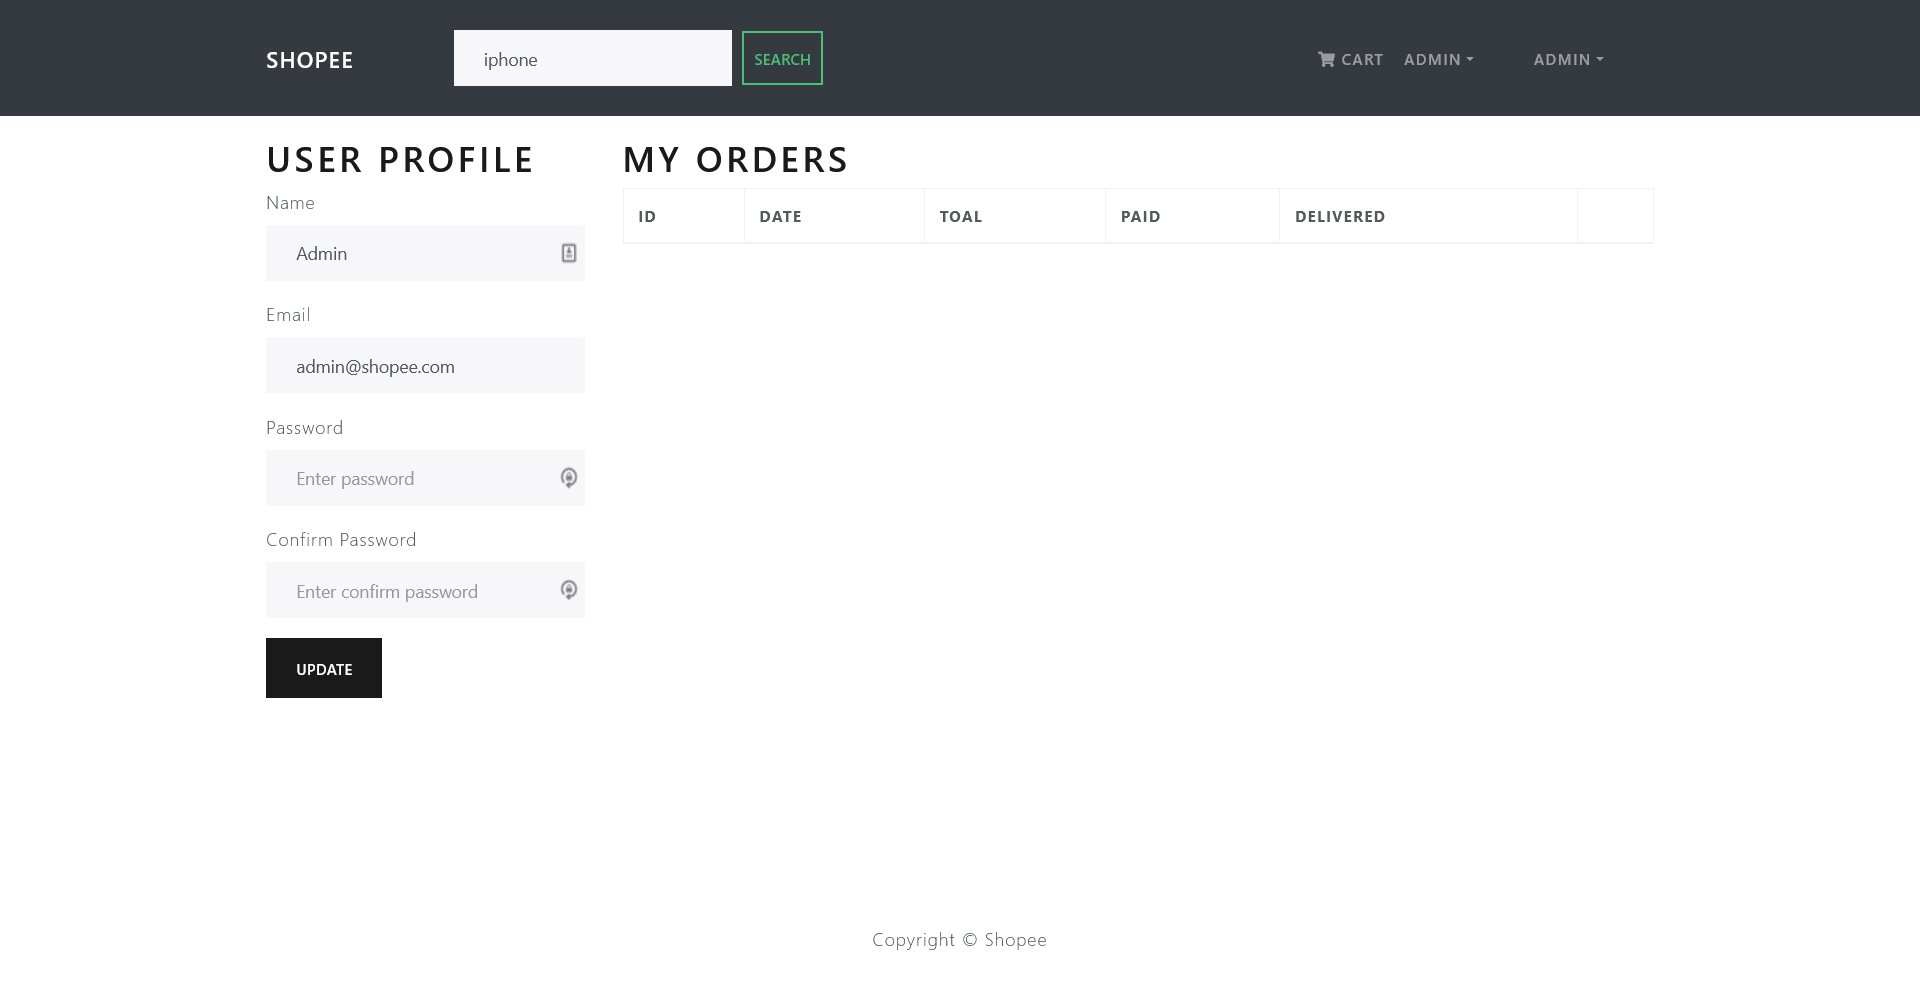 SHOPEE iphone SEARCH CART ADMIN ADMIN
USER PROFILE
Name
Admin
Email
admin@shopee.com
Password
Enter password
Confirm Password
Enter confirm password
UPDATE
MY ORDERS
ID DATE TOAL PAID DELIVERED
Copyright © Shopee